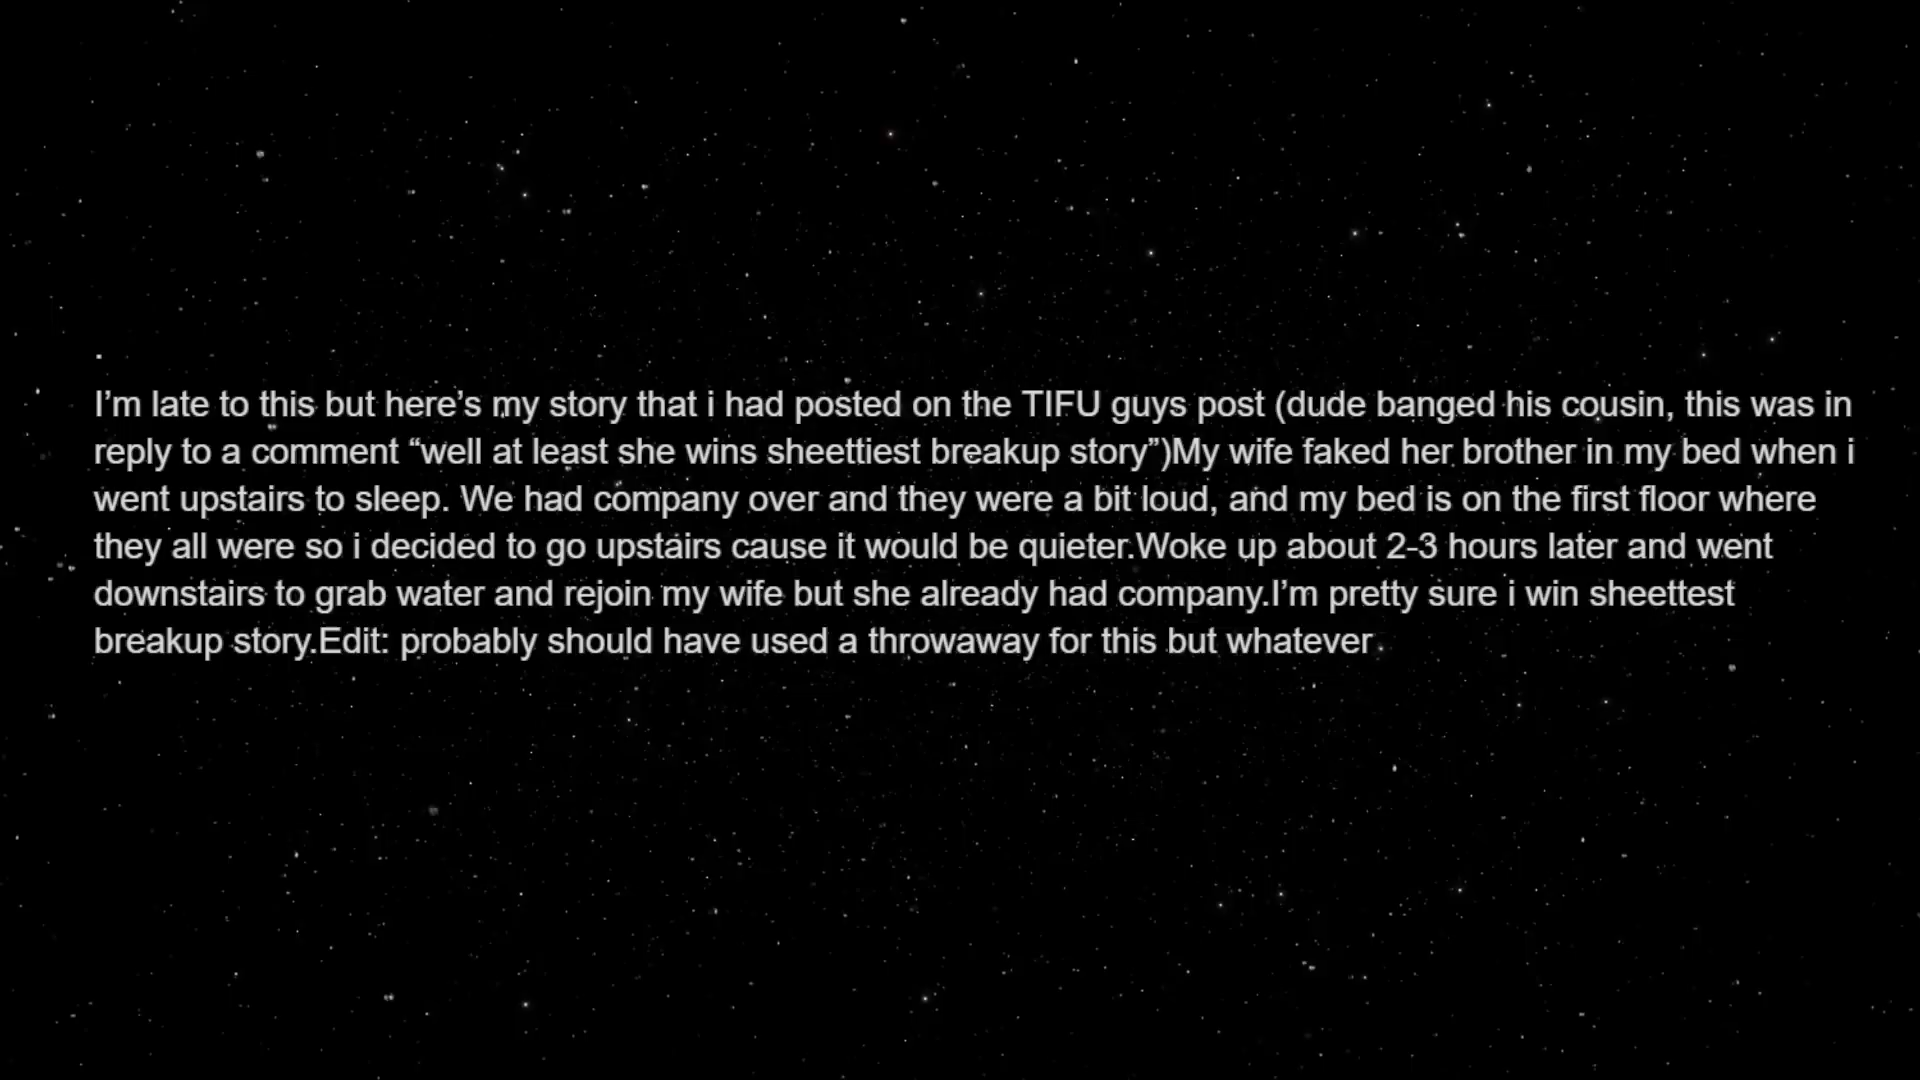 I’m late to this but here’s my story that i had posted on the TIFU guys post (dude banged his cousin, this was in
reply to a comment “well at least she wins sheettiest breakup story”)My wife faked her brother in my bed when i
went upstairs to sleep. We had company over and they were a bit loud, and my bed is on the first floor where
they all were so i decided to go upstairs cause it would be quieter.Woke up about 2-3 hours later and went
downstairs to grab water and rejoin my wife but she already had company.I’m pretty sure i win sheettest
breakup story.Edit: probably should have used a throwaway for this but whatever